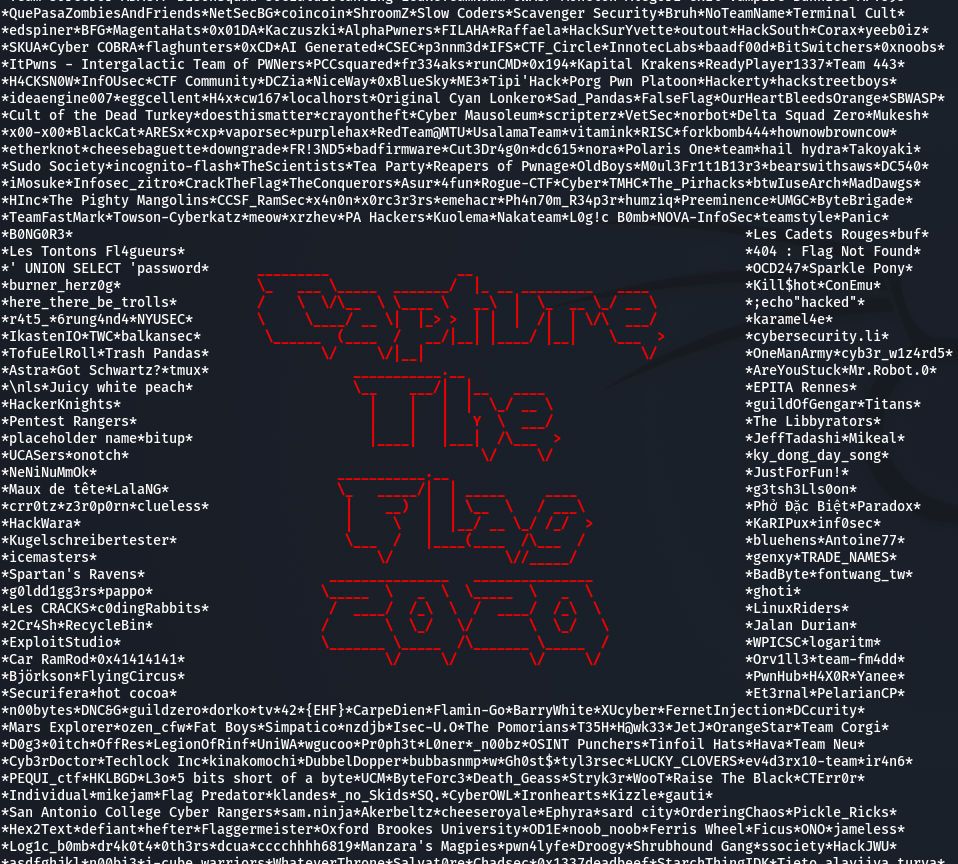 *QuePasaZombiesAndFriends*NetSecBG*coincoin*ShroomZ*Slow Coders*Scavenger Security*Bruh*NoTeamName*Terminal Cult*
*edspiner*BFG*MagentaHats*0x01DA*Kaczuszki*AlphaPwners*FILAHA*Raffaela*HackSurYvette*outout*HackSouth*Corax*yeeb0iz*
*SKUA*Cyber COBRA*flaghunters*0xCD*AI Generated*CSEC*p3nnm3d*IFS*CTF_Circle*InnotecLabs*baadf00d*BitSwitchers*0xnoobs*
*ItPwns - Intergalactic Team of PWNers*PCCsquared*fr334aks*runCMD*0x194*Kapital Krakens*ReadyPlayer1337*Team 443*
*H4CKSN0W*InfOUsec*CTF Community*DCZia*NiceWay*0xBlueSky*ME3*Tipi'Hack*Porg Pwn Platoon*Hackerty*hackstreetboys*
*ideaengine007*eggcellent*H4x*cw167*localhorst*Original Cyan Lonkero*Sad_Pandas*FalseFlag*OurHeartBleedsOrange*SBWASP*
*Cult of the Dead Turkey*doesthismatter*crayontheft*Cyber Mausoleum*scripterz*VetSec*norbot*Delta Squad Zero*Mukesh*
*x00-x00*BlackCat*ARESx*cxp*vaporsec*purplehax*RedTeam@MTU*UsalamaTeam*vitamink*RISC*forkbomb444*hownowbrowncow*
*etherknot*cheesebaguette*downgrade*FR!3ND5*badfirmware*Cut3Dr4g0n*dc615*nora*Polaris One*team*hail hydra*Takoyaki*
*Sudo Society*incognito-flash*TheScientists*Tea Party*Reapers of Pwnage*OldBoys*M0ul3Fr1t1B13r3*bearswithsaws*DC540*
*iMosuke*Infosec_zitro*CrackTheFlag*TheConquerors*Asur*4fun*Rogue-CTF*Cyber*TMHC*The_Pirhacks*btwIuseArch*MadDawgs*
*HInc*The Pighty Mangolins*CCSF_RamSec*x4n0n*x0rc3r3rs*emehacr*Ph4n70m_R34p3r*humziq*Preeminence*UMGC*ByteBrigade*
*TeamFastMark*Towson-Cyberkatz*meow*xrzhev*PA Hackers*Kuolema*Nakateam*L0g!c B0mb*NOVA-InfoSec*teamstyle*Panic*
*B0NG0R3*
*Les Tontons Fl4gueurs*
*' UNION SELECT 'password*
*burner_herz0g*
*here_there_be_trolls*
*r4t5_*6rung4nd4*NYUSEC*
*IkastenIO*TWC*balkansec*
*TofuEelRoll*Trash Pandas*
*Astra*Got Schwartz?*tmux*
*\nls*Juicy white peach*
*HackerKnights*
*Pentest Rangers*
*placeholder name*bitup*
*UCASers*onotch*
*NeNiNuMmOk*
*Maux de tête*LalaNG*
*crr0tz*z3r0p0rn*clueless*
*HackWara*
*Kugelschreibertester*
*icemasters*
*Spartan's Ravens*
*g0ldd1gg3rs*pappo*
*Les CRACKS*c0dingRabbits*
*2Cr4Sh*RecycleBin*
*ExploitStudio*
*Car RamRod*0x41414141*
*Björkson*FlyingCircus*
*Securifera*hot cocoa*
Capture
The
Flag
2020
*Les Cadets Rouges*buf*
*404 : Flag Not Found*
*OCD247*Sparkle Pony*
*Kill$hot*ConEmu*
*;echo"hacked"*
*karamel4e*
*cybersecurity.li*
*OneManArmy*cyb3r_w1z4rd5*
*AreYouStuck*Mr.Robot.0*
*EPITA Rennes*
*guildOfGengar*Titans*
*The Libbyrators*
*JeffTadashi*Mikeal*
*ky_dong_day_song*
*JustForFun!*
*g3tsh3Lls0on*
*Phở Đặc Biệt*Paradox*
*KaRIPux*inf0sec*
*bluehens*Antoine77*
*genxy*TRADE_NAMES*
*BadByte*fontwang_tw*
*ghoti*
*LinuxRiders*
*Jalan Durian*
*WPICSC*logaritm*
*Orv1ll3*team-fm4dd*
*PwnHub*H4X0R*Yanee*
*Et3rnal*PelarianCP*
*n00bytes*DNC&G*guildzero*dorko*tv*42*{EHF}*CarpeDien*Flamin-Go*BarryWhite*XUcyber*FernetInjection*DCcurity*
*Mars Explorer*ozen_cfw*Fat Boys*Simpatico*nzdjb*Isec-U.O*The Pomorians*T35H*H@wk33*JetJ*OrangeStar*Team Corgi*
*D0g3*0itch*OffRes*LegionOfRinf*UniWA*wgucoo*Pr0ph3t*L0ner*_n00bz*OSINT Punchers*Tinfoil Hats*Hava*Team Neu*
*Cyb3rDoctor*Techlock Inc*kinakomochi*DubbelDopper*bubbasnmp*w*Gh0st$*tyl3rsec*LUCKY_CLOVERS*ev4d3rx10-team*ir4n6*
*PEQUI_ctf*HKLBGD*L3o*5 bits short of a byte*UCM*ByteForc3*Death_Geass*Stryk3r*WooT*Raise The Black*CTErr0r*
*Individual*mikejam*Flag Predator*klandes*_no_Skids*SQ.*CyberOWL*Ironhearts*Kizzle*gauti*
*San Antonio College Cyber Rangers*sam.ninja*Akerbeltz*cheeseroyale*Ephyra*sard city*OrderingChaos*Pickle_Ricks*
*Hex2Text*defiant*hefter*Flaggermeister*Oxford Brookes University*OD1E*noob_noob*Ferris Wheel*Ficus*ONO*jameless*
*Log1c_b0mb*dr4k0t4*0th3rs*dcua*cccchhhh6819*Manzara's Magpies*pwn4lyfe*Droogy*Shrubhound Gang*ssociety*HackJWU*